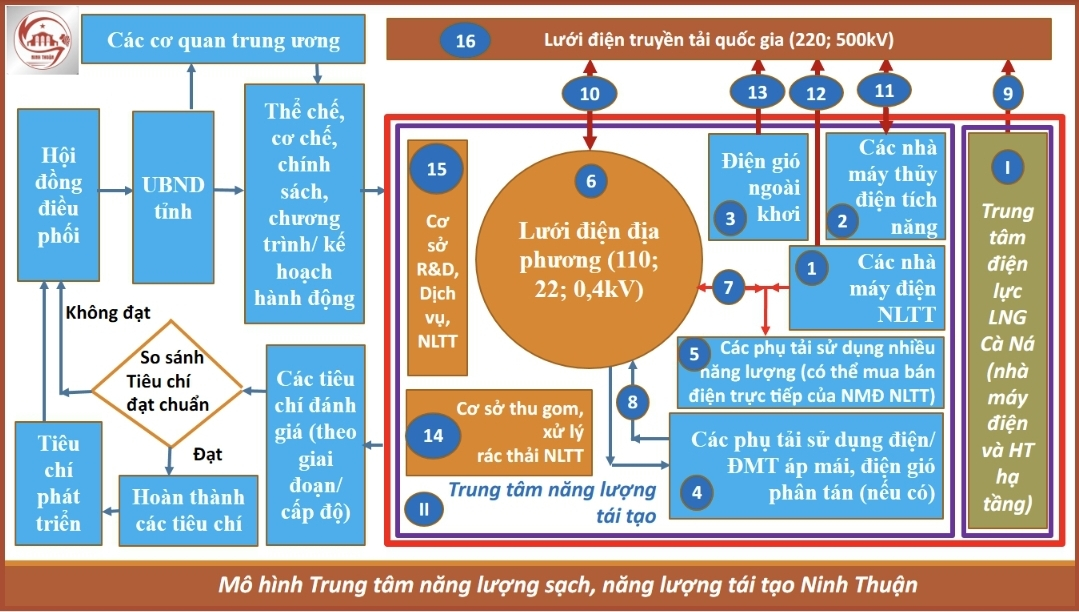 NINH THUẬN
Các cơ quan trung ương
16
Lưới điện truyền tải quốc gia (220; 500kV)
10
13
12
11
9
Hội
đồng
điều
phối
UBND
tỉnh
Thể chế,
cơ chế,
chính
sách,
chương
trình/ kế
hoạch
hành động
Không đạt
So sánh
Tiêu chí
đạt chuẩn
Đạt
Các tiêu
chí đánh
giá (theo
giai
đoạn/
cấp độ)
Tiêu
chí
phát
triển
Hoàn thành
các tiêu chí
15
Cơ
sở
R&D,
Dịch
vụ,
NLTT
6
Lưới điện địa
phương (110;
22; 0,4kV)
Điện gió
ngoài
khơi
3
Các nhà
máy thủy
điện tích
năng
2
1
Các nhà
máy điện
NLTT
7
5
Các phụ tải sử dụng nhiều
năng lượng (có thể mua bán
điện trực tiếp của NMĐ NLTT)
8
14
Cơ sở thu gom,
xử lý
rác thải NLTT
Các phụ tải sử dụng điện/
ĐMT áp mái, điện gió
phân tán (nếu có)
4
II
Trung tâm năng lượng
tái tạo
I
Trung
tâm
điện
lực
LNG
Cà Ná
(nhà
máy
điện
và HT
hạ
tầng)
Mô hình Trung tâm năng lượng sạch, năng lượng tái tạo Ninh Thuận